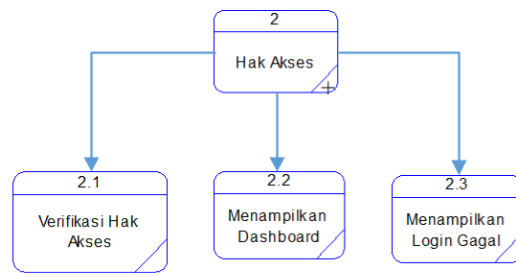 2
Hak Akses
2.1
Verifikasi Hak
Akses
2.2
Menampilkan
Dashboard
2.3
Menampilkan
Login Gagal